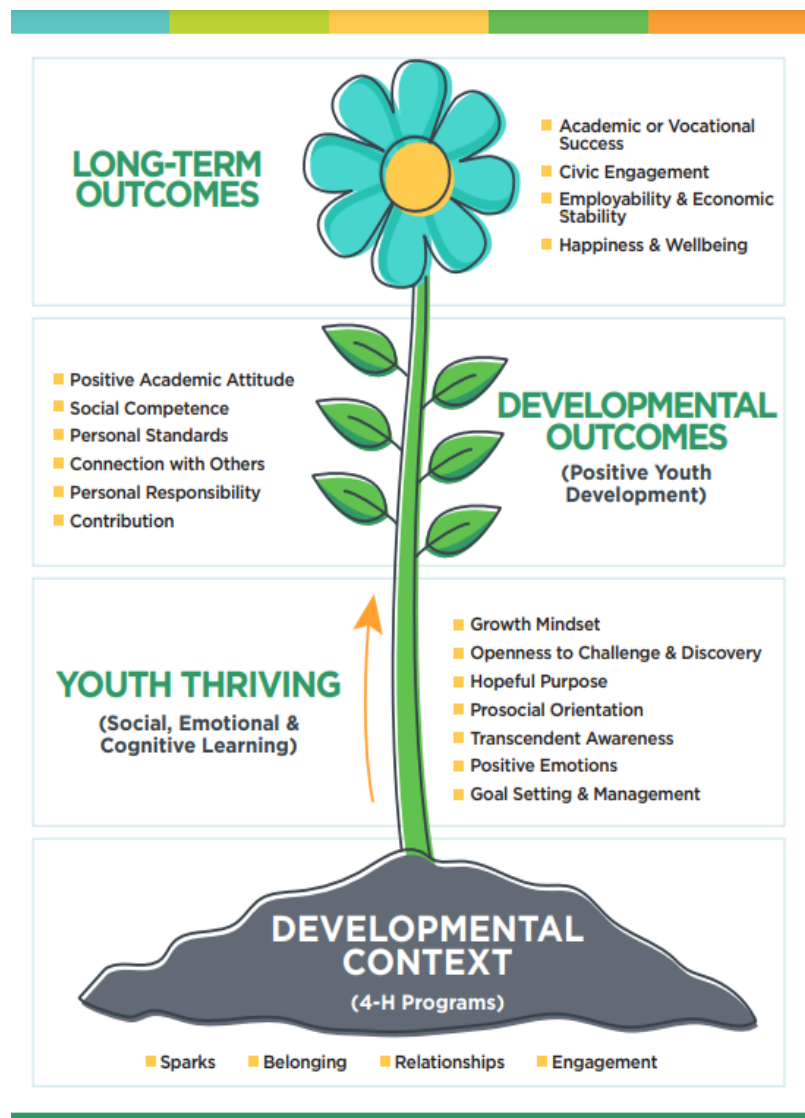 LONG-TERM
OUTCOMES
Academic or Vocational
Success
Civic Engagement
Employability & Economic
Stability
Happiness & Wellbeing
Positive Academic Attitude
Social Competence
Personal Standards
Connection with Others
Personal Responsibility
Contribution
DEVELOPMENTAL
OUTCOMES
(Positive Youth
Development)
YOUTH THRIVING
(Social, Emotional &
Cognitive Learning)
Growth Mindset
Openness to Challenge & Discovery
Hopeful Purpose
Prosocial Orientation
Transcendent Awareness
Positive Emotions
Goal Setting & Management
DEVELOPMENTAL
CONTEXT
(4-H Programs)
Sparks Belonging Relationships Engagement